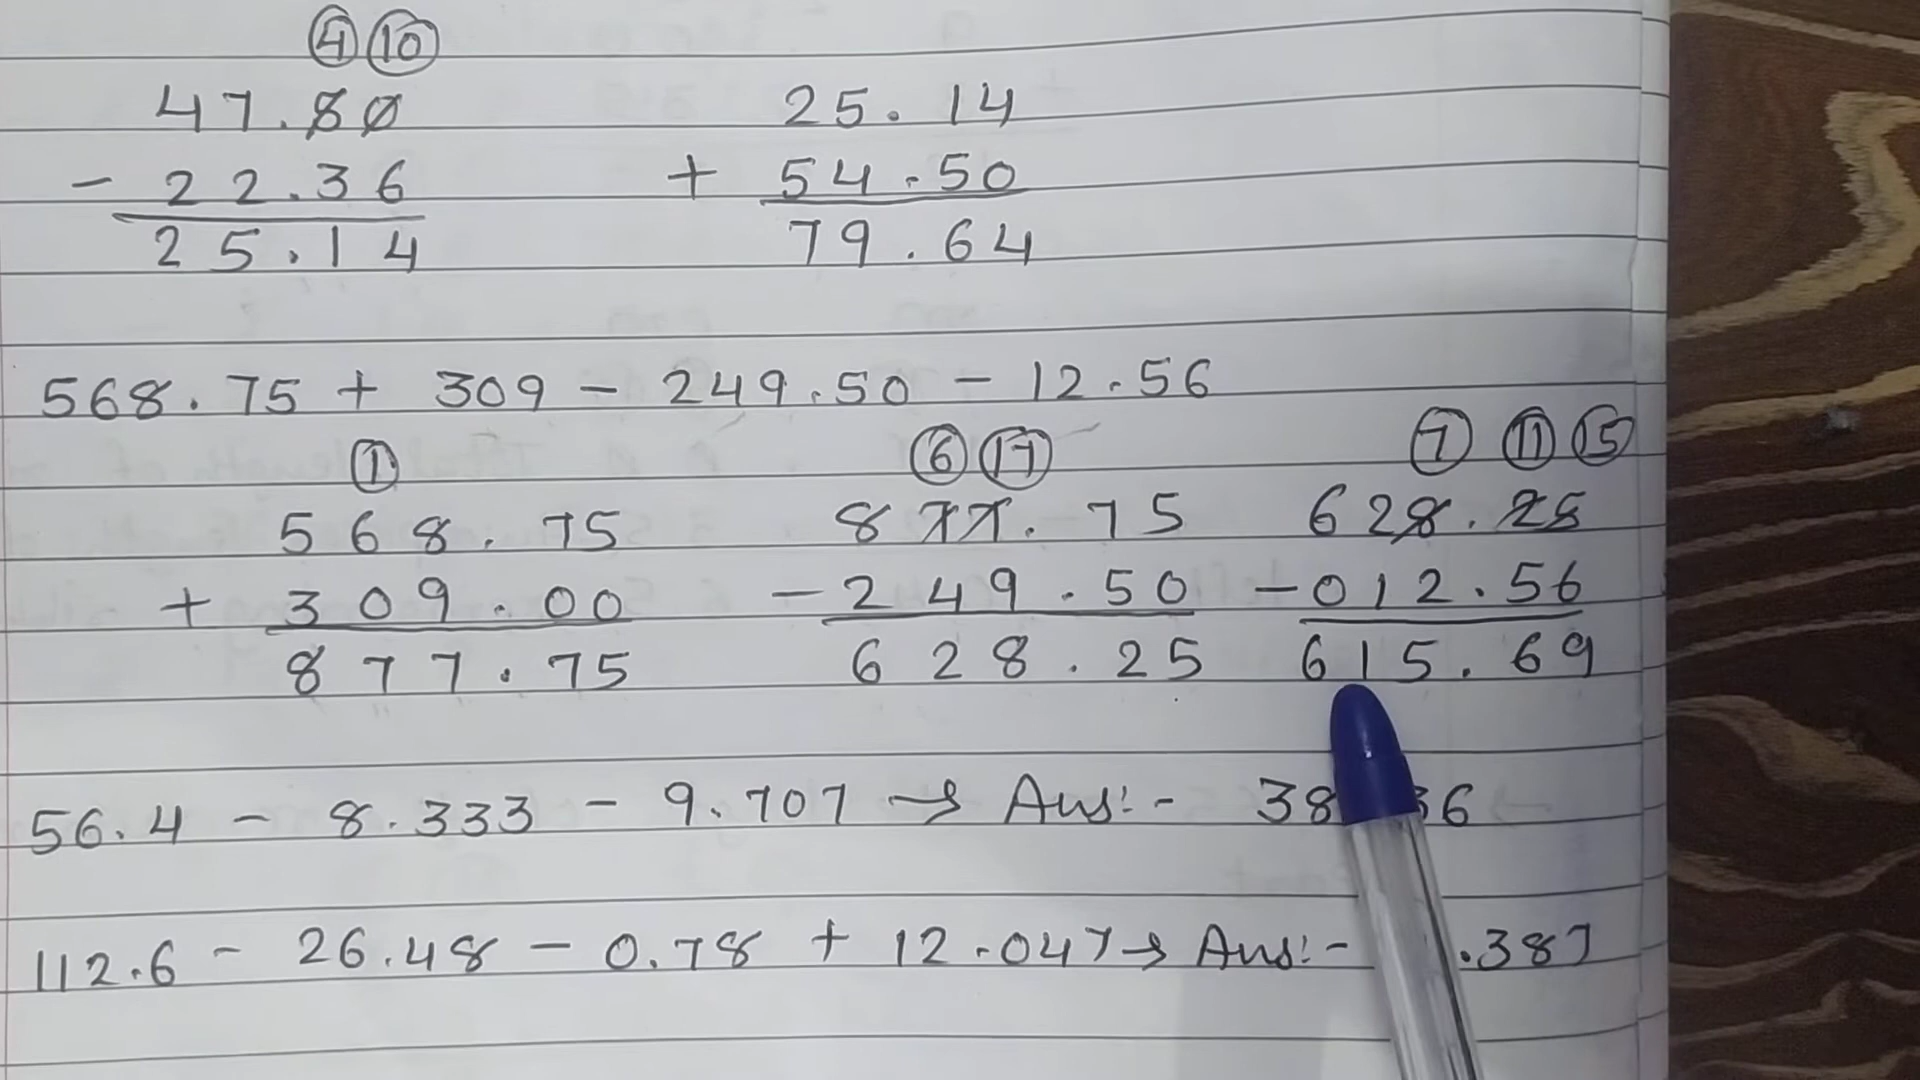 ④ ⑩
47.80 25.14
- 22.36 + 54.50
25.14 79.64
568.75 + 309 - 249.50 - 12.56
① ⑥ ⑰ ⑦ ⑪ ⑮
568.75 877.75 628.25
+ 309.00 - 249.50 - 012.56
877.75 628.25 615.69
56.4 - 8.333 - 9.707 → Ans:- 38 36
112.6 - 26.48 - 0.78 + 12.047 → Ans:- .387